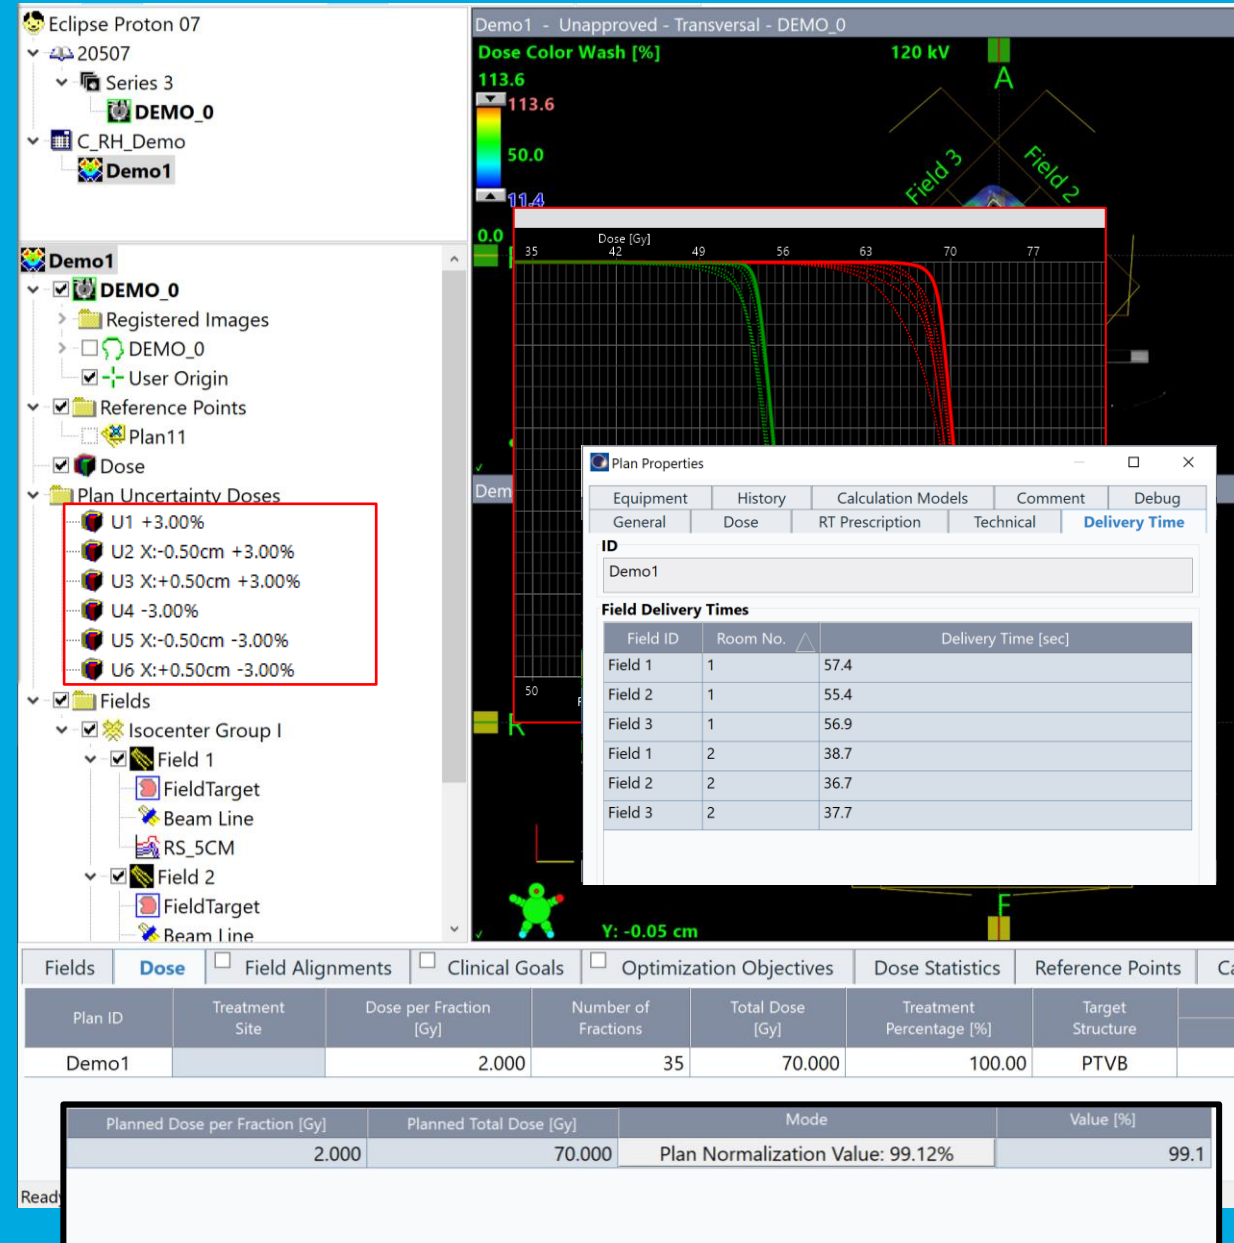 Eclipse Proton 07
20507
Series 3
DEMO_0
C_RH_Demo
Demo1
Demo1
DEMO_0
Registered Images
DEMO_0
User Origin
Reference Points
Plan11
Dose
Plan Uncertainty Doses
U1 +3.00%
U2 X:-0.50cm +3.00%
U3 X:+0.50cm +3.00%
U4 -3.00%
U5 X:-0.50cm -3.00%
U6 X:+0.50cm -3.00%
Fields
Isocenter Group I
Field 1
FieldTarget
Beam Line
RS_5CM
Field 2
FieldTarget
Beam Line
Demo1 - Unapproved - Transversal - DEMO_0
Dose Color Wash [%]
120 kV
113.6
113.6
A
50.0
Field 3
Field 2
11.4
0.0
Dose [Gy]
35 42 49 56 63 70 77
50
Dem
R
F
Y: -0.05 cm
Plan Properties
Equipment History Calculation Models Comment Debug
General Dose RT Prescription Technical Delivery Time
ID
Demo1
Field Delivery Times
Field ID Room No. Delivery Time [sec]
Field 1 1 57.4
Field 2 1 55.4
Field 3 1 56.9
Field 1 2 38.7
Field 2 2 36.7
Field 3 2 37.7
Fields Dose Field Alignments Clinical Goals Optimization Objectives Dose Statistics Reference Points Ca
Plan ID Treatment Site Dose per Fraction [Gy] Number of Fractions Total Dose [Gy] Treatment Percentage [%] Target Structure
Demo1 2.000 35 70.000 100.00 PTVB
Planned Dose per Fraction [Gy] Planned Total Dose [Gy] Mode Value [%]
2.000 70.000 Plan Normalization Value: 99.12% 99.1
Ready